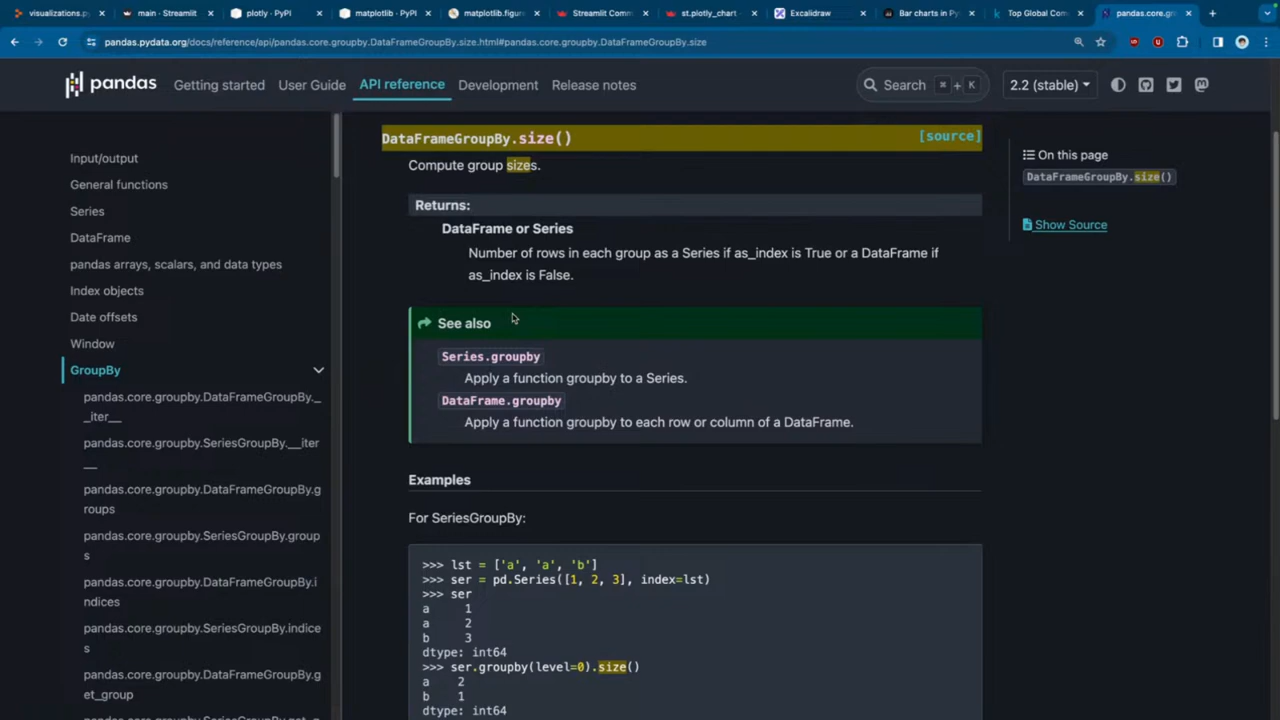 visualizations.p
main · Streamlit
plotly · PyPI
matplotlib · PyPI
matplotlib.figur
Streamlit Comm
st.plotly_chart
Excalidraw
Bar charts in Py
Top Global Com
pandas.core.gr
pandas.pydata.org/docs/reference/api/pandas.core.groupby.DataFrameGroupBy.size.html#pandas.core.groupby.DataFrameGroupBy.size
pandas
Getting started
User Guide
API reference
Development
Release notes
Search
⌘ + K
2.2 (stable)
Input/output
General functions
Series
DataFrame
pandas arrays, scalars, and data types
Index objects
Date offsets
Window
GroupBy
pandas.core.groupby.DataFrameGroupBy._
_iter__
pandas.core.groupby.SeriesGroupBy.__iter
__
pandas.core.groupby.DataFrameGroupBy.g
roups
pandas.core.groupby.SeriesGroupBy.group
s
pandas.core.groupby.DataFrameGroupBy.i
ndices
pandas.core.groupby.SeriesGroupBy.indice
s
pandas.core.groupby.DataFrameGroupBy.g
et_group
DataFrameGroupBy.size()
[source]
Compute group sizes.
Returns:
DataFrame or Series
Number of rows in each group as a Series if as_index is True or a DataFrame if
as_index is False.
See also
Series.groupby
Apply a function groupby to a Series.
DataFrame.groupby
Apply a function groupby to each row or column of a DataFrame.
Examples
For SeriesGroupBy:
>>> lst = ['a', 'a', 'b']
>>> ser = pd.Series([1, 2, 3], index=lst)
>>> ser
a 1
a 2
b 3
dtype: int64
>>> ser.groupby(level=0).size()
a 2
b 1
dtype: int64
On this page
DataFrameGroupBy.size()
Show Source